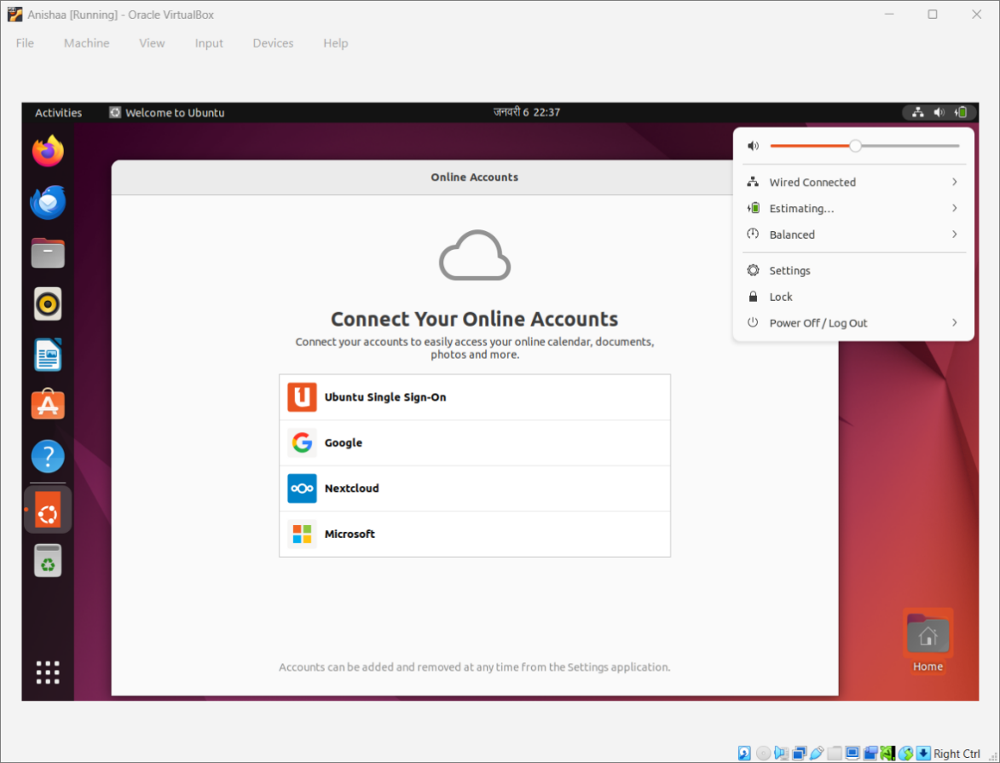 Anishaa [Running] - Oracle VirtualBox
File Machine View Input Devices Help
Activities Welcome to Ubuntu जनवरी 6 22:37
Online Accounts
Wired Connected
Estimating...
Balanced
Settings
Lock
Power Off / Log Out
Connect Your Online Accounts
Connect your accounts to easily access your online calendar, documents,
photos and more.
Ubuntu Single Sign-On
Google
Nextcloud
Microsoft
Accounts can be added and removed at any time from the Settings application.
Home
Right Ctrl